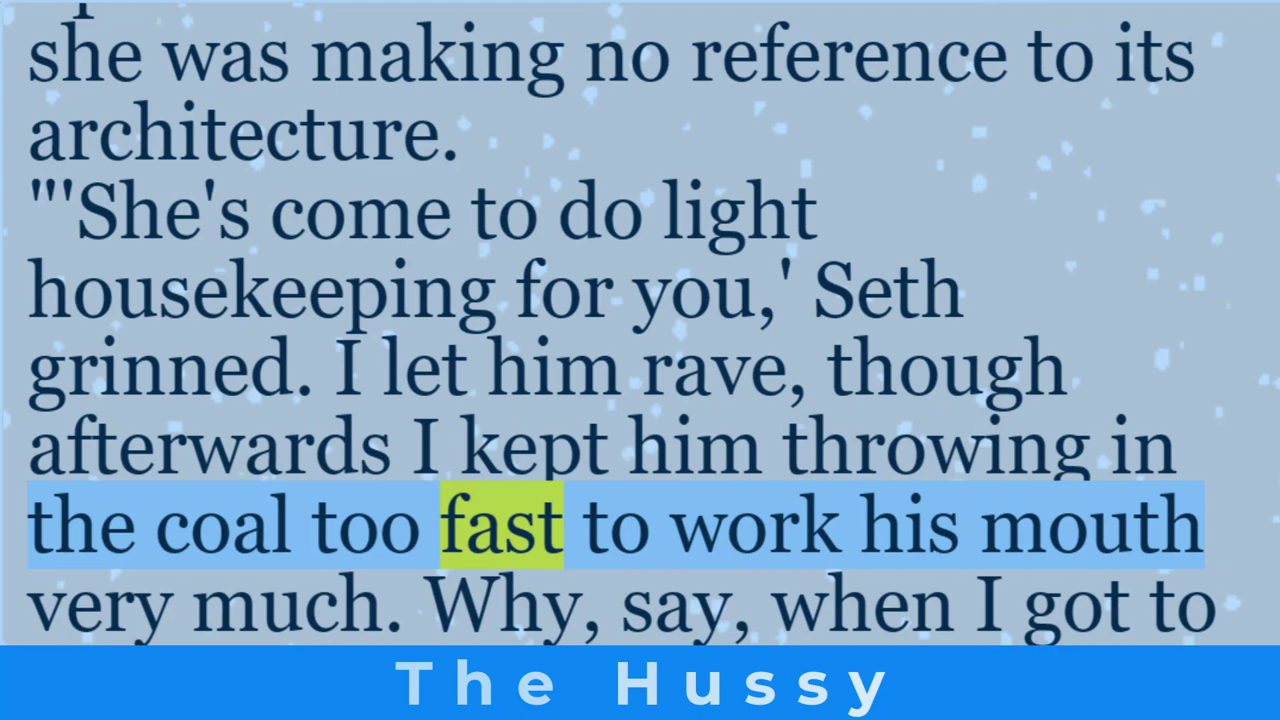 she was making no reference to its
architecture.
"'"She's come to do light
housekeeping for you,' Seth
grinned. I let him rave, though
afterwards I kept him throwing in
the coal too fast to work his mouth
very much. Why, say, when I got to
The Hussy